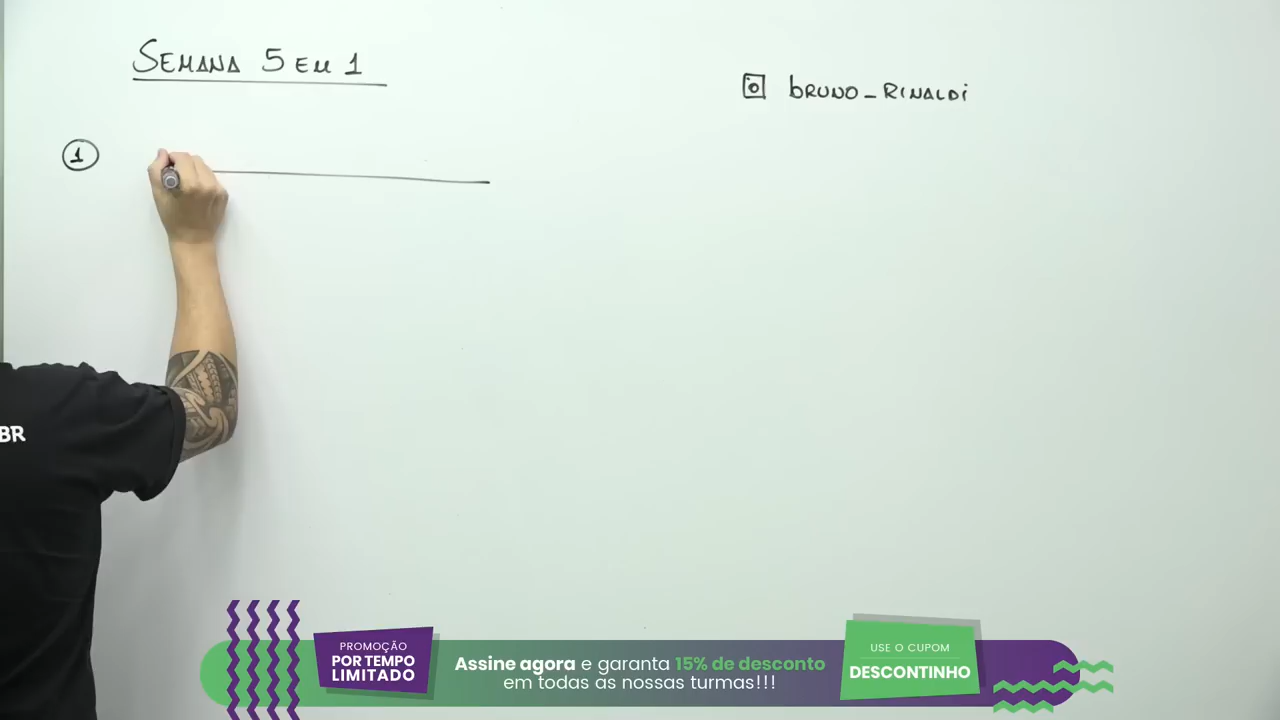 SEMANA 5 EM 1
bRUNO_RINALDi
1
BR
PROMOÇÃO
POR TEMPO
LIMITADO
Assine agora e garanta 15% de desconto
em todas as nossas turmas!!!
USE O CUPOM
DESCONTINHO